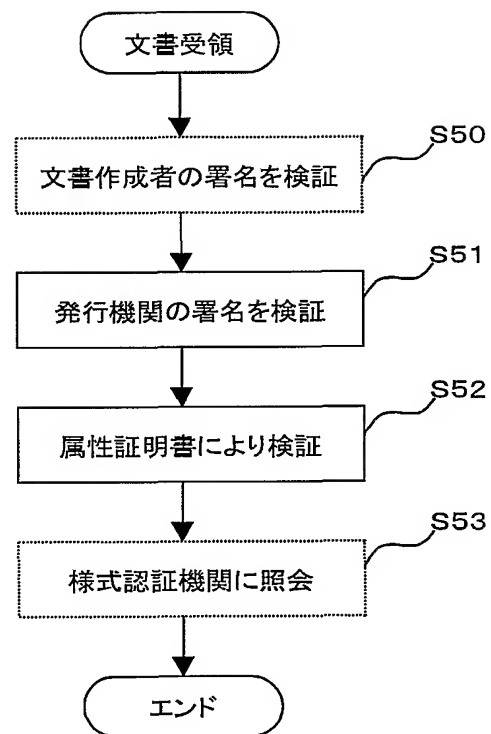 文書受領
S50
文書作成者の署名を検証
S51
発行機関の署名を検証
S52
属性証明書により検証
S53
様式認証機関に照会
エンド